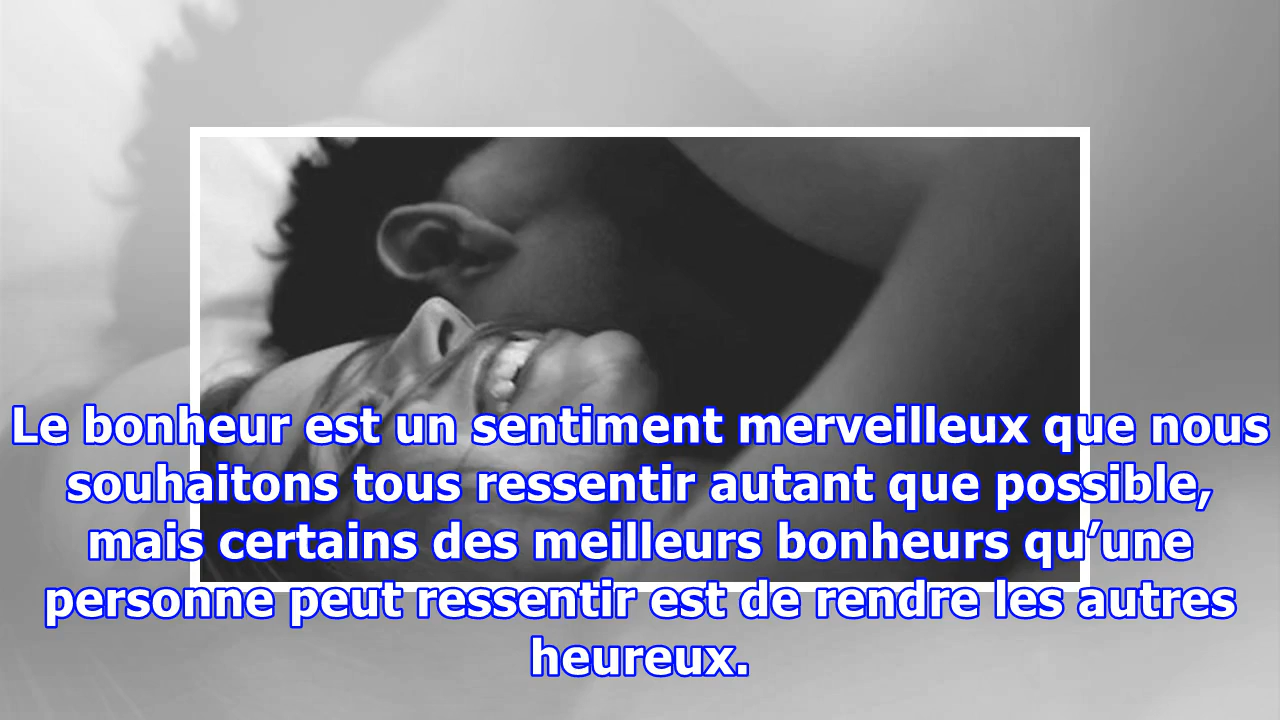 Le bonheur est un sentiment merveilleux que nous
souhaitons tous ressentir autant que possible,
mais certains des meilleurs bonheurs qu’une
personne peut ressentir est de rendre les autres
heureux.